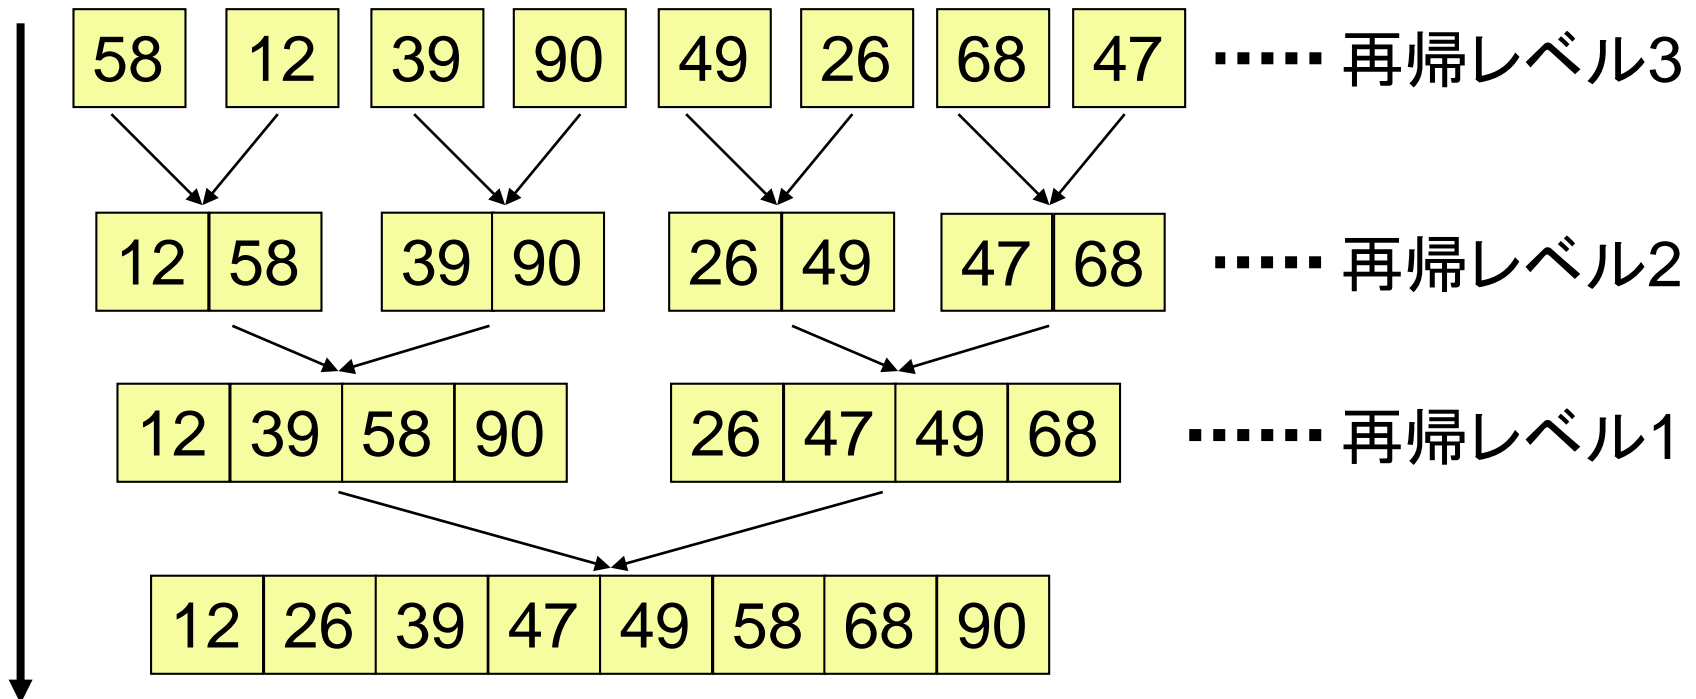 58 12 39 90 49 26 68 47 ‥‥‥ 再帰レベル3
12 58 39 90 26 49 47 68 ‥‥‥ 再帰レベル2
12 39 58 90 26 47 49 68 ‥‥‥ 再帰レベル1
12 26 39 47 49 58 68 90